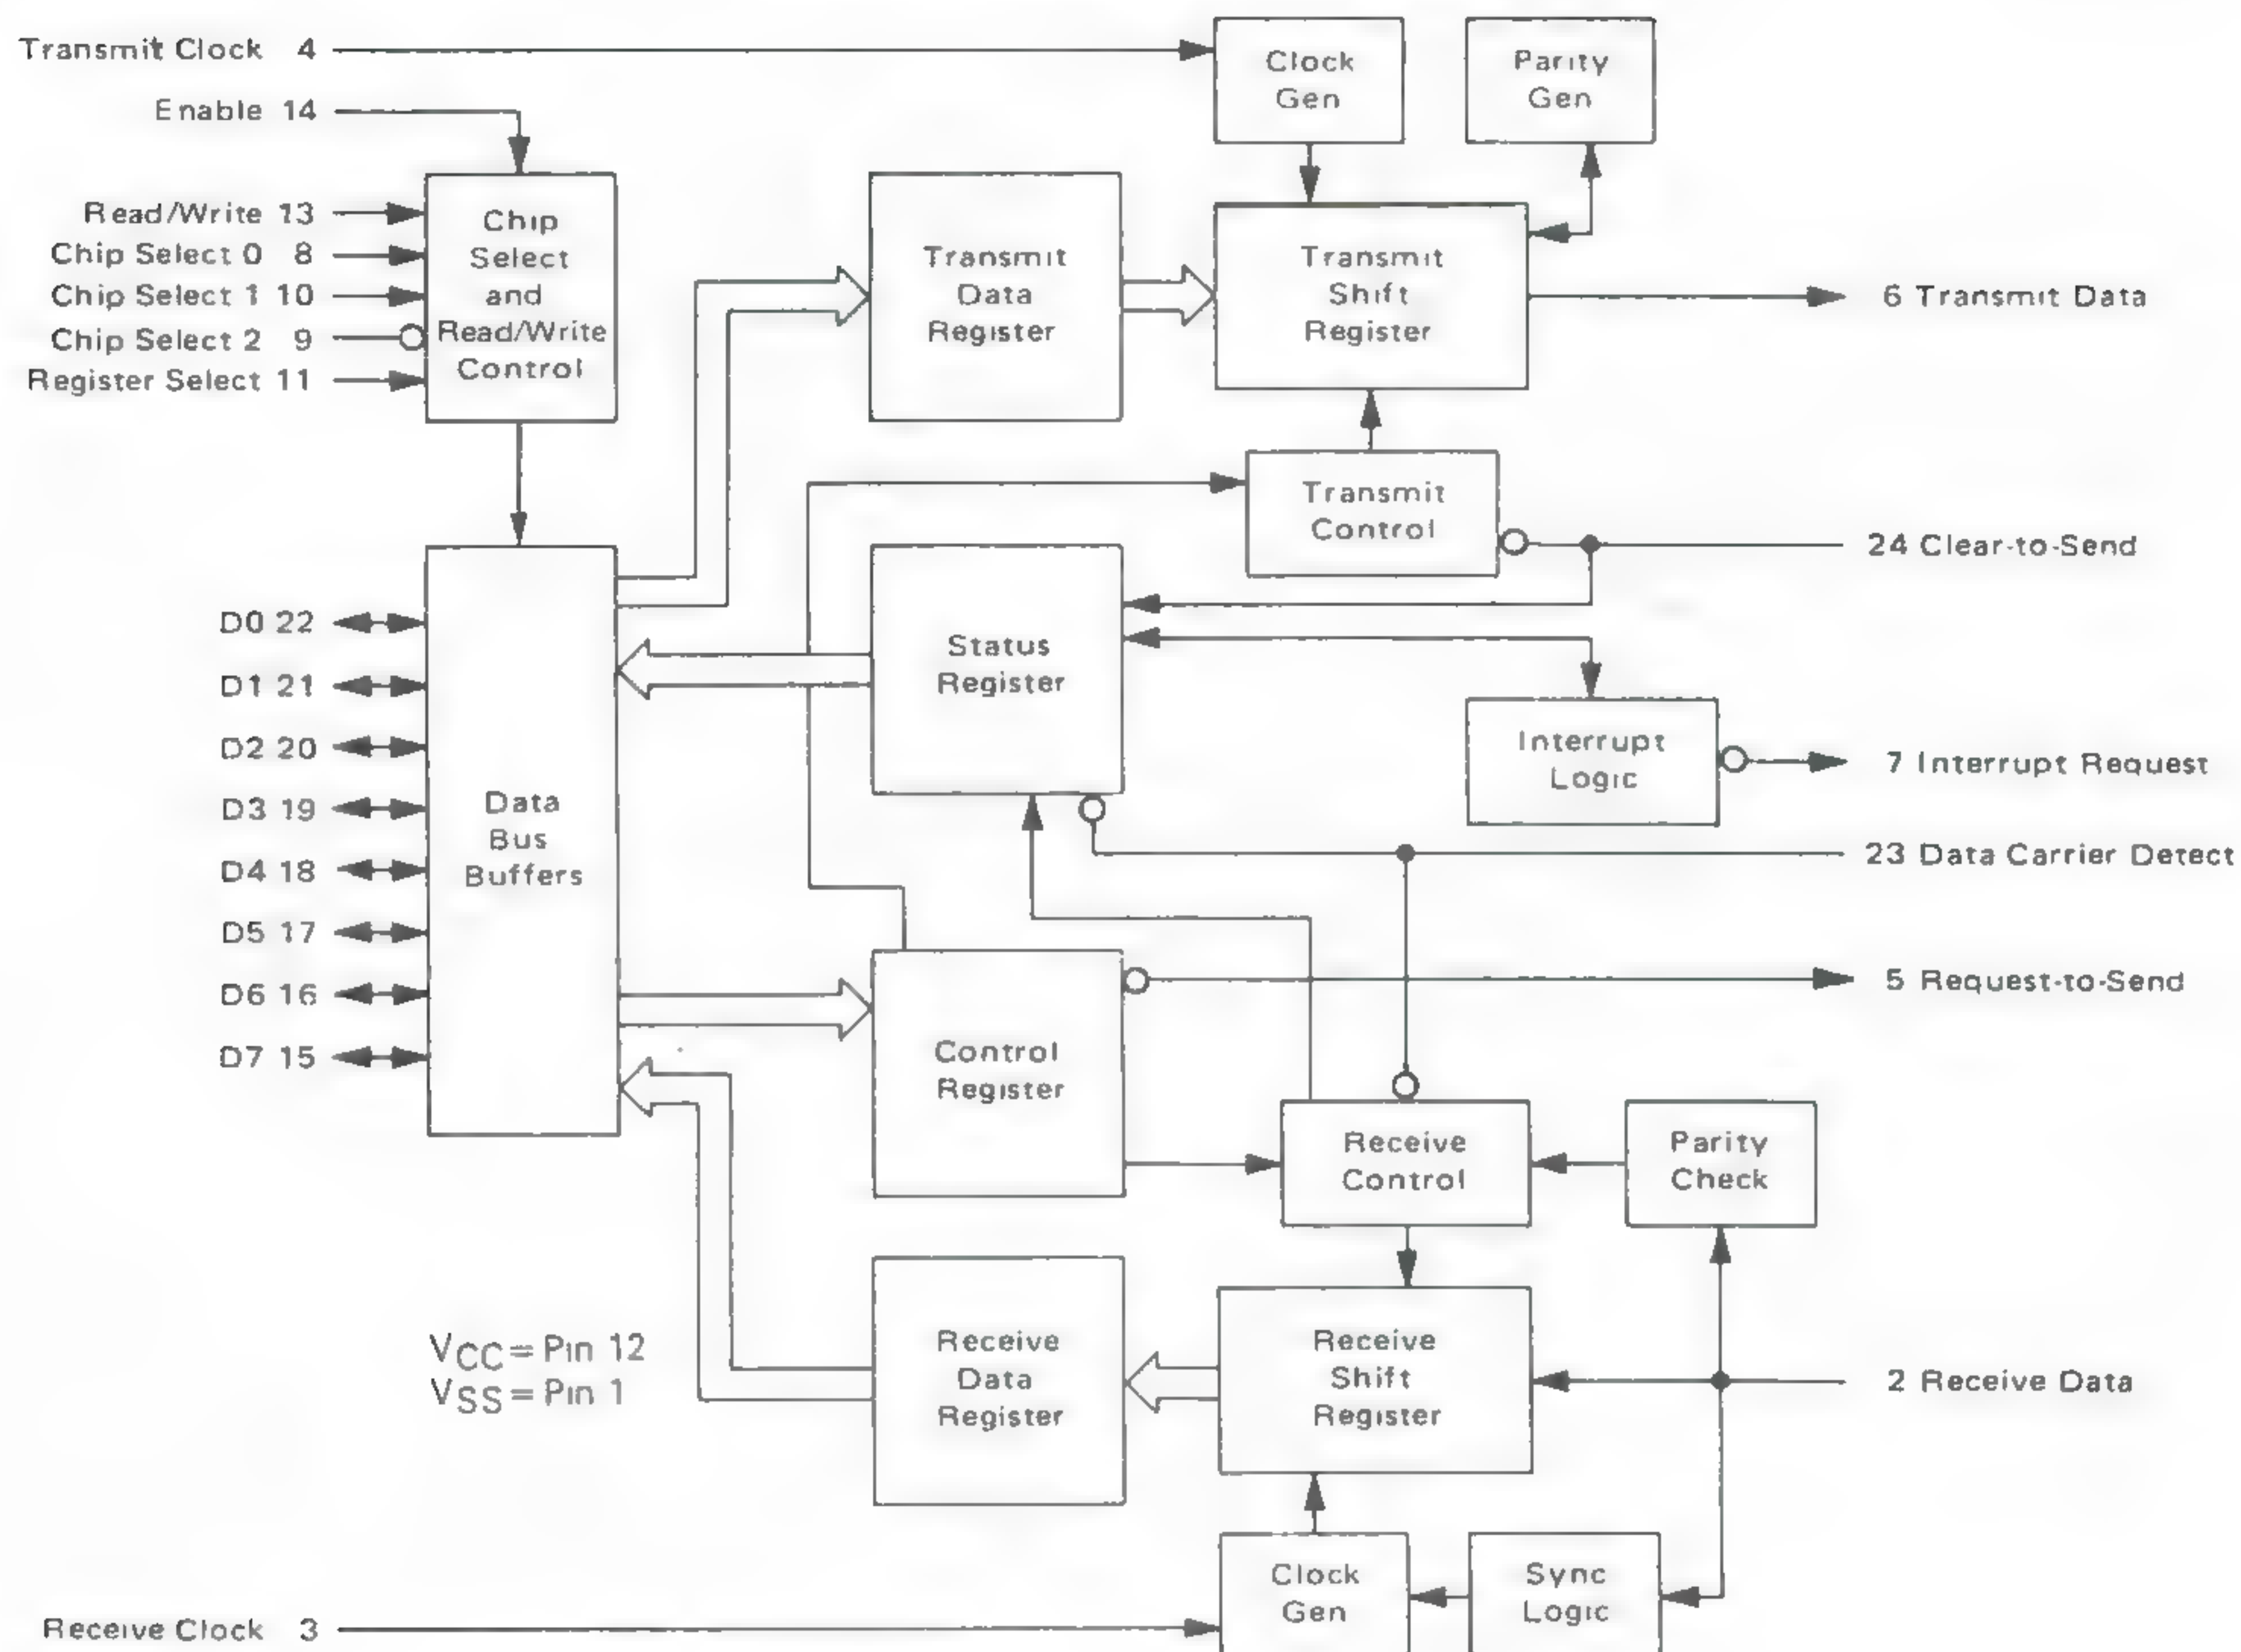 Transmit Clock 4
Enable 14
Read/Write 13
Chip Select 0 8
Chip Select 1 10
Chip Select 2 9
Register Select 11
Chip
Select
and
Read/Write
Control
Clock
Gen
Parity
Gen
Transmit
Data
Register
Transmit
Shift
Register
6 Transmit Data
Transmit
Control
24 Clear-to-Send
D0 22
D1 21
D2 20
D3 19
D4 18
D5 17
D6 16
D7 15
Data
Bus
Buffers
Status
Register
Interrupt
Logic
7 Interrupt Request
23 Data Carrier Detect
Control
Register
5 Request-to-Send
Receive
Control
Parity
Check
VCC = Pin 12
VSS = Pin 1
Receive
Data
Register
Receive
Shift
Register
2 Receive Data
Clock
Gen
Sync
Logic
Receive Clock 3